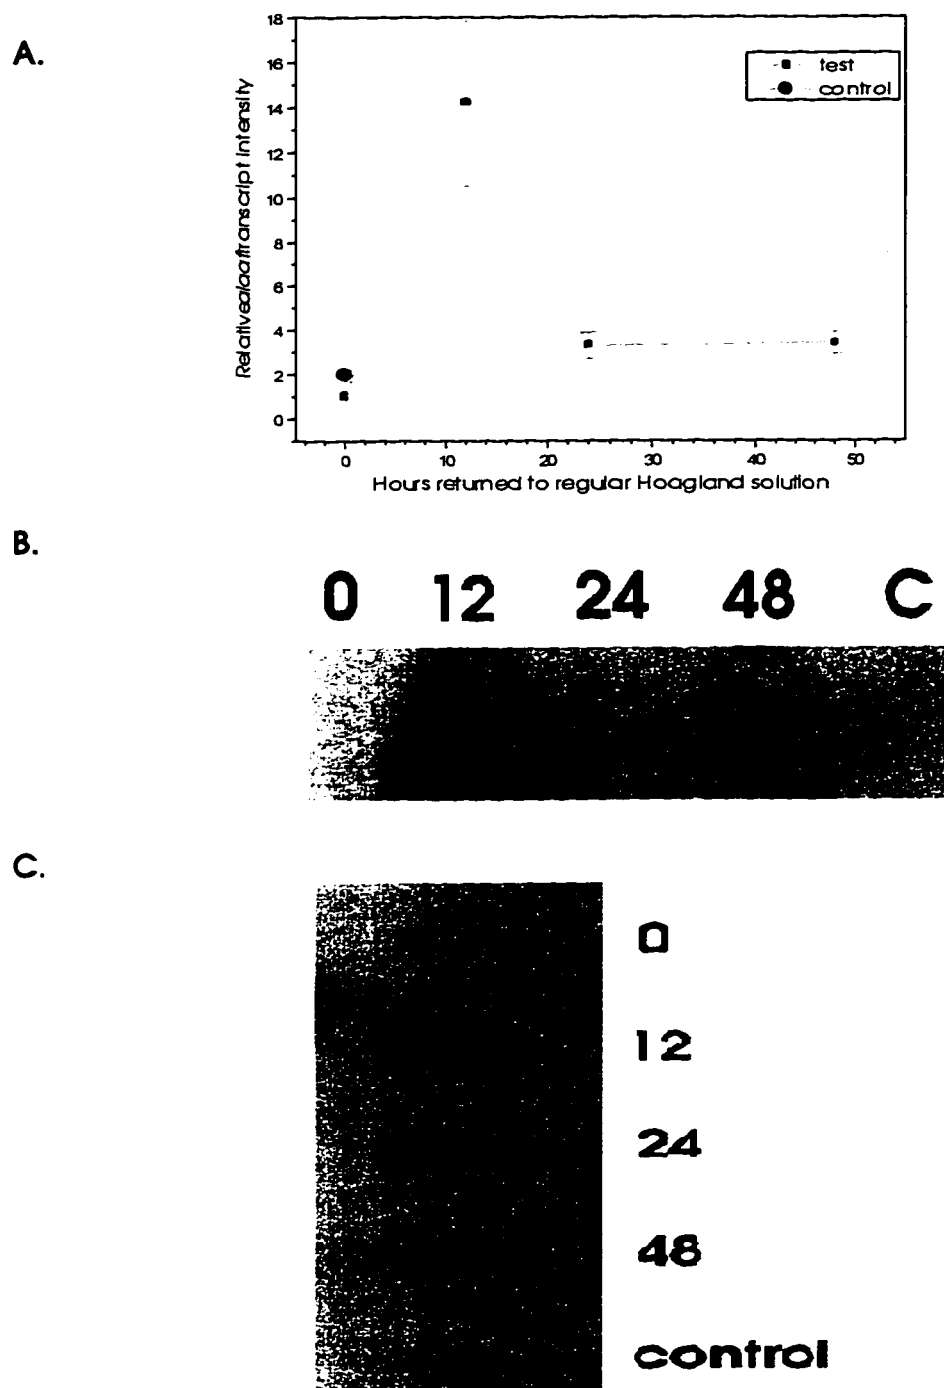 A.
18
16
14
12
10
8
6
4
2
0
Relative alaat transcript intensity
test
control
0 10 20 30 40 50
Hours returned to regular Hoagland solution
B.
0 12 24 48 C
C.
0
12
24
48
control